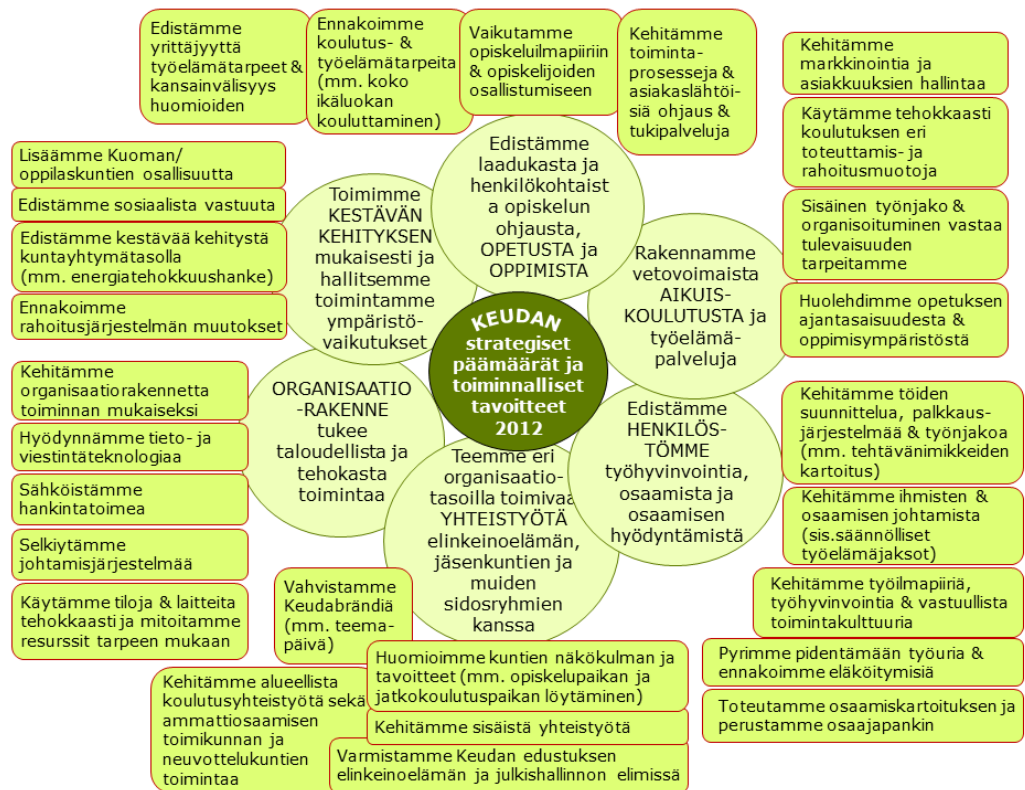 Edistämme
yrittäjyyttä
työelämätarpeet &
kansainvälisyys
huomioiden
Ennakoimme
koulutus- &
työelämätarpeita
(mm. koko
ikäluokan
kouluttaminen)
Vaikutamme
opiskeluilmapiiriin
& opiskelijoiden
osallistumiseen
Kehitämme
toiminta-
prosesseja &
asiakaslähtöi-
siä ohjaus &
tukipalveluja
Kehitämme
markkinointia ja
asiakkuuksien hallintaa
Käytämme tehokkaasti
koulutuksen eri
toteuttamis- ja
rahoitusmuotoja
Sisäinen työnjako &
organisoituminen vastaa
tulevaisuuden
tarpeitamme
Huolehdimme opetuksen
ajantasaisuudesta &
oppimisympäristöstä
Lisäämme Kuoman/
oppilaskuntien osallisuutta
Edistämme sosiaalista vastuuta
Edistämme kestävää kehitystä
kuntayhtymätasolla
(mm. energiatehokkuushanke)
Ennakoimme
rahoitusjärjestelmän muutokset
Toimimme
KESTÄVÄN
KEHITYKSEN
mukaisesti ja
hallitsemme
toimintamme
ympäristö-
vaikutukset
Edistämme
laadukasta ja
henkilökohtaist
a opiskelun
ohjausta,
OPETUSTA ja
OPPIMISTA
Rakennamme
vetovoimaista
AIKUIS-
KOULUTUSTA ja
työelämä-
palveluja
KEUDAN
strategiset
päämäärät ja
toiminnalliset
tavoitteet
2012
ORGANISAATIO
-RAKENNE
tukee
taloudellista ja
tehokasta
toimintaa
Teemme eri
organisaatio-
tasoilla toimivaa
YHTEISTYÖTÄ
elinkeinoelämän,
jäsenkuntien ja
muiden
sidosryhmien
kanssa
Edistämme
HENKILÖS-
TÖMME
työhyvinvointia,
osaamista ja
osaamisen
hyödyntämistä
Kehitämme
organisaatiorakennetta
toiminnan mukaiseksi
Hyödynnämme tieto- ja
viestintäteknologiaa
Sähköistämme
hankintatoimea
Selkiytämme
johtamisjärjestelmää
Käytämme tiloja & laitteita
tehokkaasti ja mitoitamme
resurssit tarpeen mukaan
Kehitämme töiden
suunnittelua, palkkaus-
järjestelmää & työnjakoa
(mm. tehtävänimikkeiden
kartoitus)
Kehitämme ihmisten &
osaamisen johtamista
(sis.säännölliset
työelämäjaksot)
Kehitämme työilmapiiriä,
työhyvinvointia & vastuullista
toimintakulttuuria
Pyrimme pidentämään työuria &
ennakoimme eläköitymisiä
Toteutamme osaamiskartoituksen ja
perustamme osaajapankin
Vahvistamme
Keudabrändiä
(mm. teema-
päivä)
Huomioimme kuntien näkökulman ja
tavoitteet (mm. opiskelupaikan ja
jatkokoulutuspaikan löytäminen)
Kehitämme sisäistä yhteistyötä
Varmistamme Keudan edustuksen
elinkeinoelämän ja julkishallinnon elimissä
Kehitämme alueellista
koulutusyhteistyötä sekä
ammattiosaamisen
toimikunnan ja
neuvottelukuntien
toimintaa